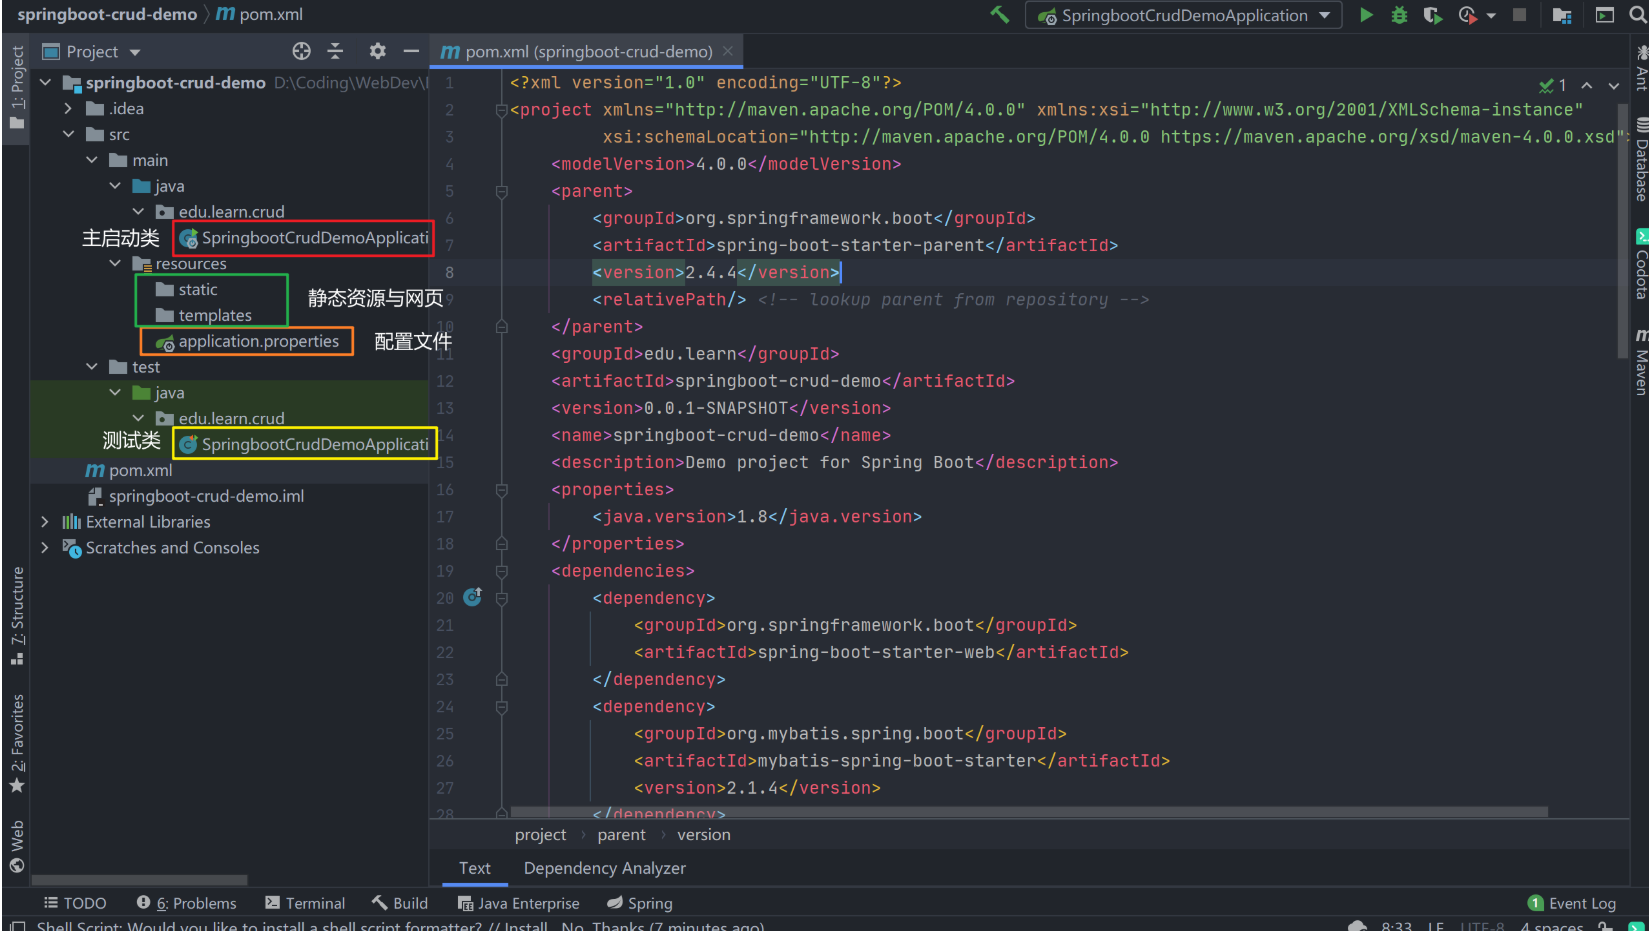 springboot-crud-demo 〉 m pom.xml
SpringbootCrudDemoApplication
Project
pom.xml (springboot-crud-demo)
1: Project
springboot-crud-demo D:\Coding\WebDev\
.idea
src
main
java
edu.learn.crud
主启动类
SpringbootCrudDemoApplicati
resources
static
templates
静态资源与网页
application.properties
配置文件
test
java
edu.learn.crud
测试类
SpringbootCrudDemoApplicati
pom.xml
springboot-crud-demo.iml
External Libraries
Scratches and Consoles
7: Structure
2: Favorites
Web
1 <?xml version="1.0" encoding="UTF-8"?>
2 <project xmlns="http://maven.apache.org/POM/4.0.0" xmlns:xsi="http://www.w3.org/2001/XMLSchema-instance"
3 xsi:schemaLocation="http://maven.apache.org/POM/4.0.0 https://maven.apache.org/xsd/maven-4.0.0.xsd">
4 <modelVersion>4.0.0</modelVersion>
5 <parent>
6 <groupId>org.springframework.boot</groupId>
7 <artifactId>spring-boot-starter-parent</artifactId>
8 <version>2.4.4</version>
9 <relativePath/> <!-- lookup parent from repository -->
10 </parent>
11 <groupId>edu.learn</groupId>
12 <artifactId>springboot-crud-demo</artifactId>
13 <version>0.0.1-SNAPSHOT</version>
14 <name>springboot-crud-demo</name>
15 <description>Demo project for Spring Boot</description>
16 <properties>
17 <java.version>1.8</java.version>
18 </properties>
19 <dependencies>
20 <dependency>
21 <groupId>org.springframework.boot</groupId>
22 <artifactId>spring-boot-starter-web</artifactId>
23 </dependency>
24 <dependency>
25 <groupId>org.mybatis.spring.boot</groupId>
26 <artifactId>mybatis-spring-boot-starter</artifactId>
27 <version>2.1.4</version>
28 </dependency>
1
Ant
Database
Codota
Maven
project › parent › version
Text Dependency Analyzer
TODO 6: Problems Terminal Build Java Enterprise Spring 1 Event Log
Shell Script: Would you like to install a shell script formatter? // Install No, Thanks (7 minutes ago) 8:33 LF UTF-8 4 spaces